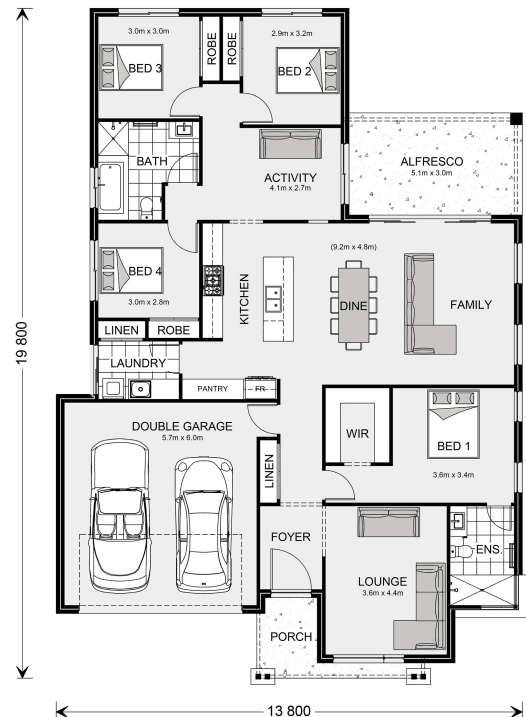 3.0m x 3.0m
BED 3
ROBE
ROBE
2.9m x 3.2m
BED 2
BATH
ACTIVITY
4.1m x 2.7m
ALFRESCO
5.1m x 3.0m
BED 4
3.0m x 2.8m
KITCHEN
(9.2m x 4.8m)
DINE
FAMILY
LINEN
ROBE
LAUNDRY
PANTRY
FR
19 800
DOUBLE GARAGE
5.7m x 6.0m
LINEN
WIR
BED 1
3.6m x 3.4m
FOYER
ENS.
LOUNGE
3.6m x 4.4m
PORCH
13 800